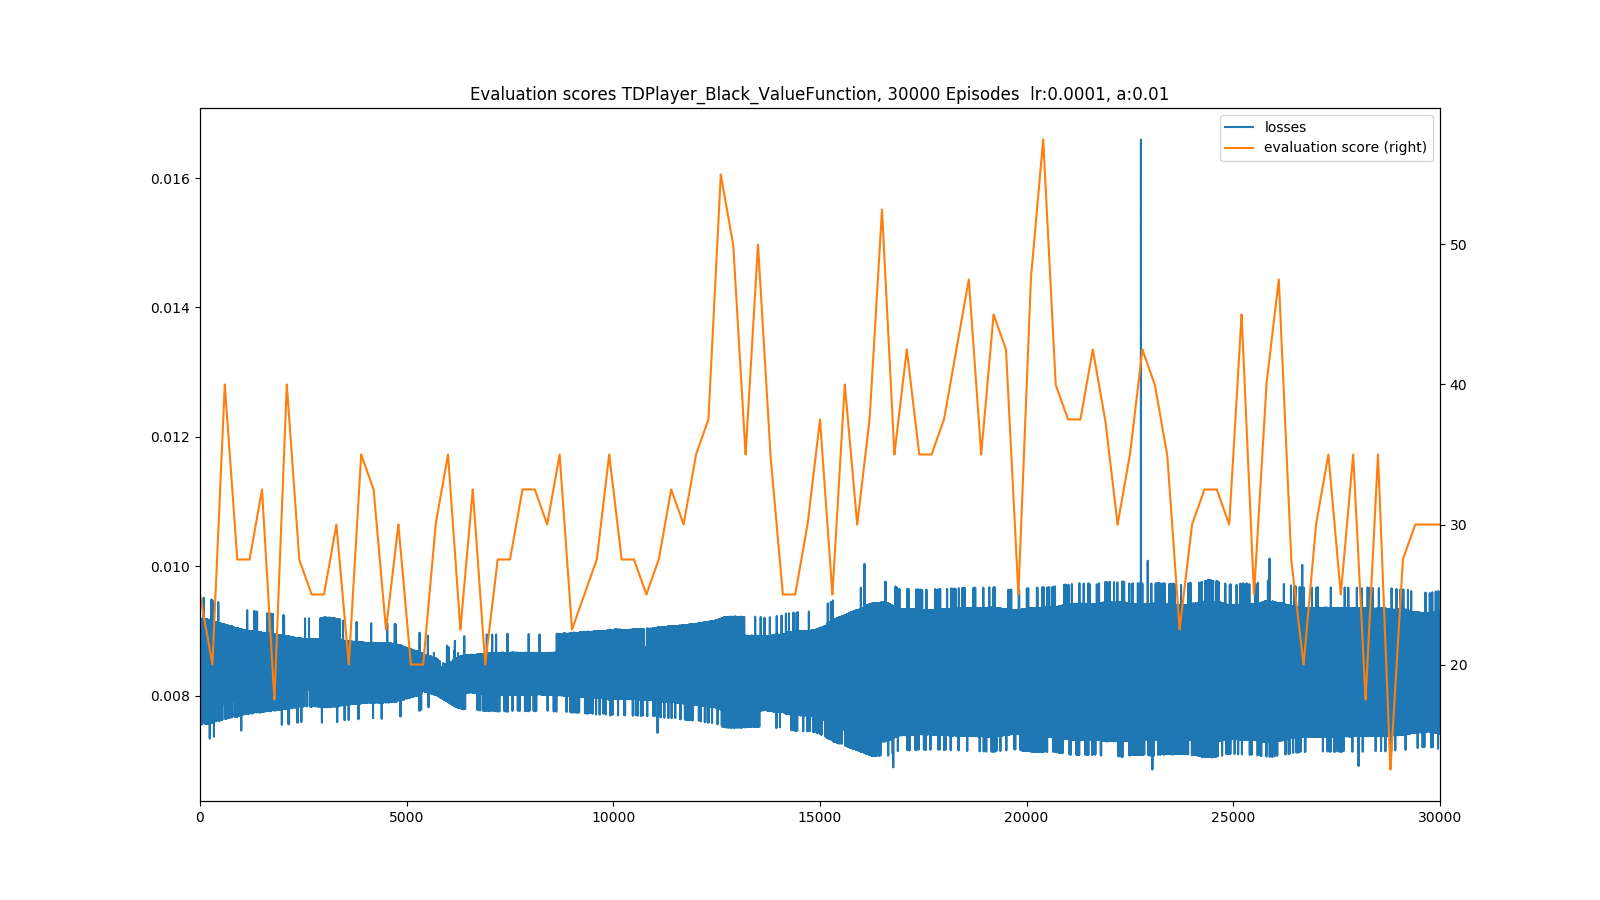 Evaluation scores TDPlayer_Black_ValueFunction, 30000 Episodes  lr:0.0001, a:0.01
losses
evaluation score (right)
0.016
0.014
0.012
0.010
0.008
50
40
30
20
0 5000 10000 15000 20000 25000 30000